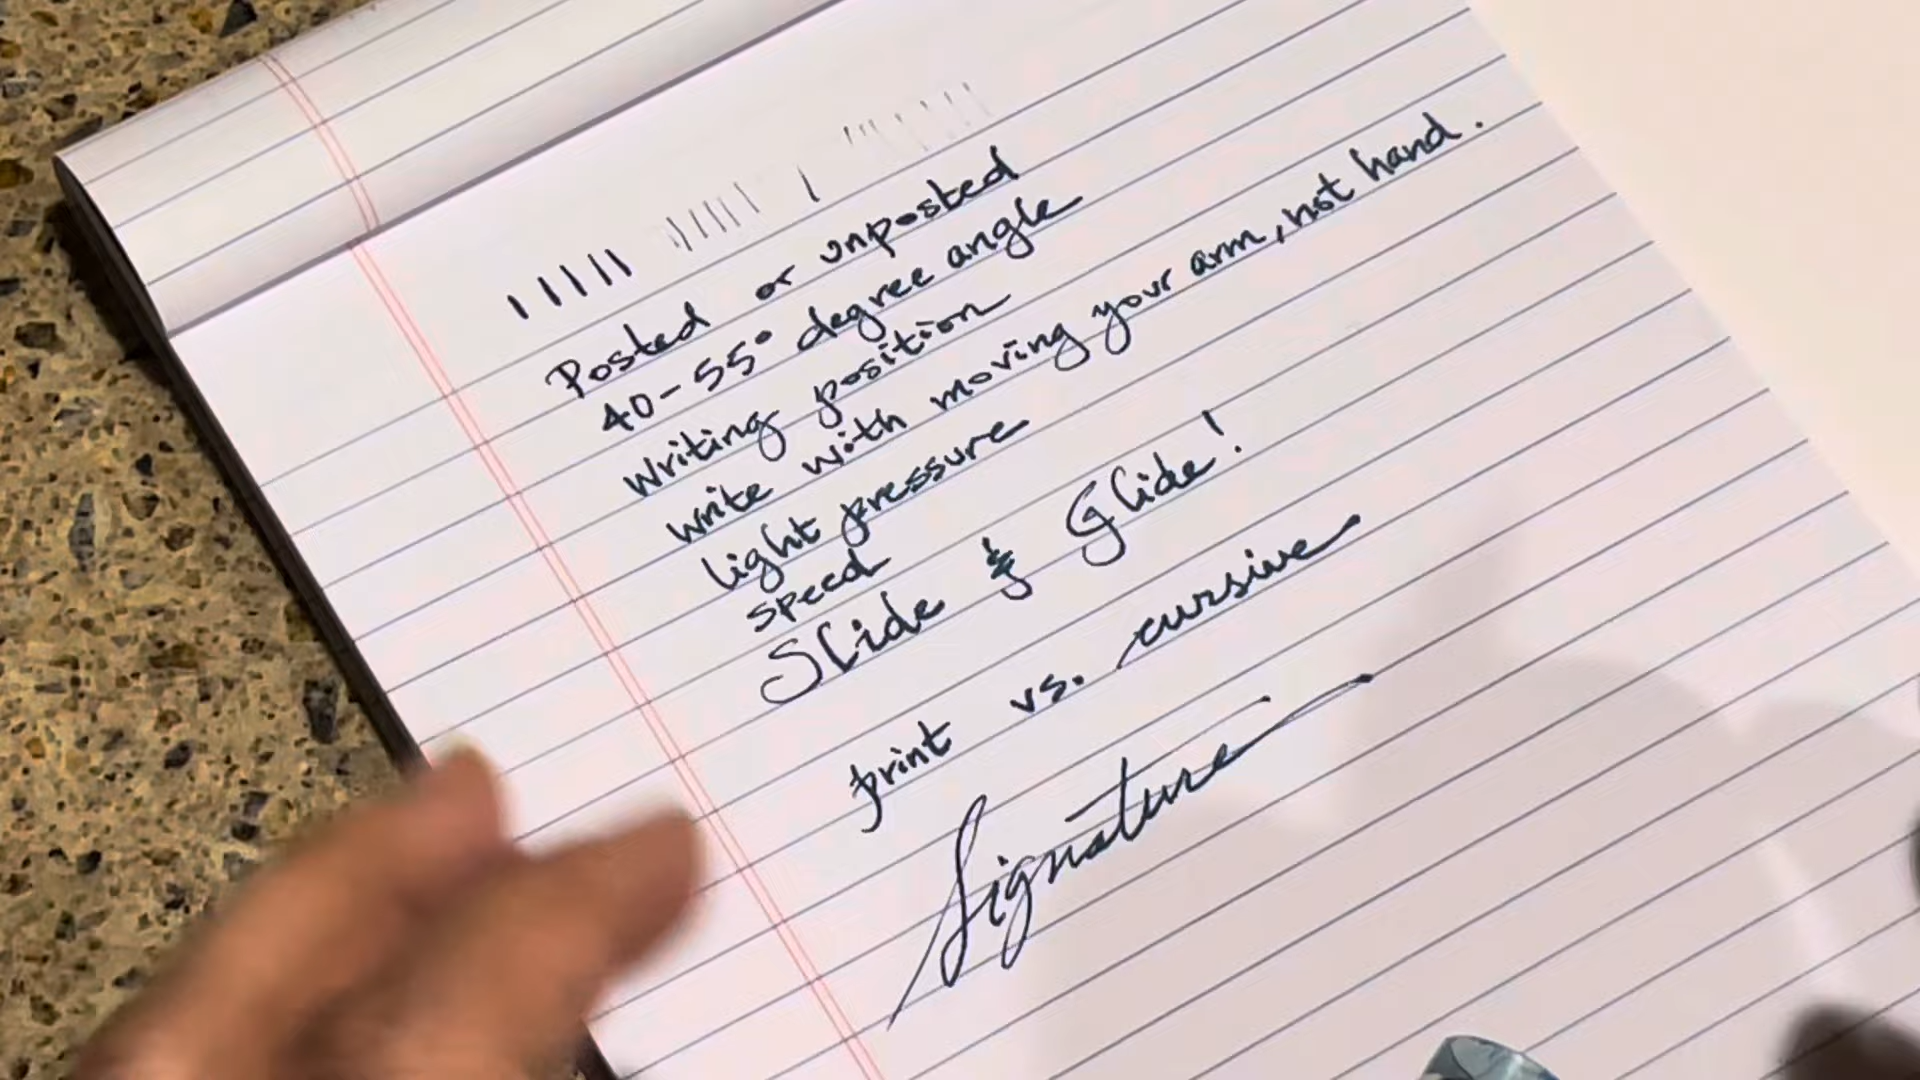 Posted or unposted
40-55° degree angle
Writing position
write with moving your arm, not hand.
light pressure
speed
Slide & Glide!
print vs. cursive
Signature